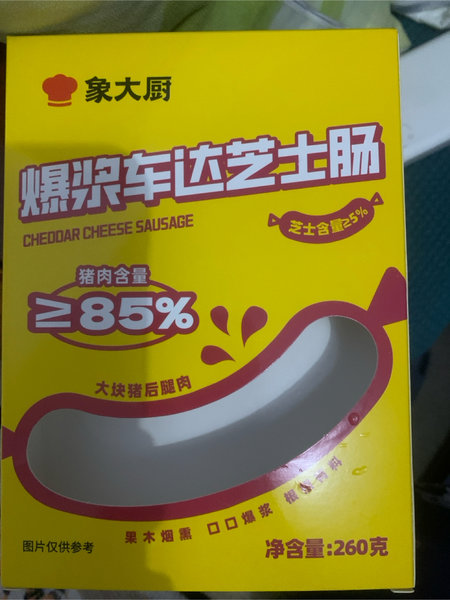 象大厨
爆浆车达芝士肠
CHEDDAR CHEESE SAUSAGE
芝士含量≥5%
猪肉含量
≥85%
大块猪后腿肉
果木烟熏 口口爆浆
图片仅供参考
净含量:260克